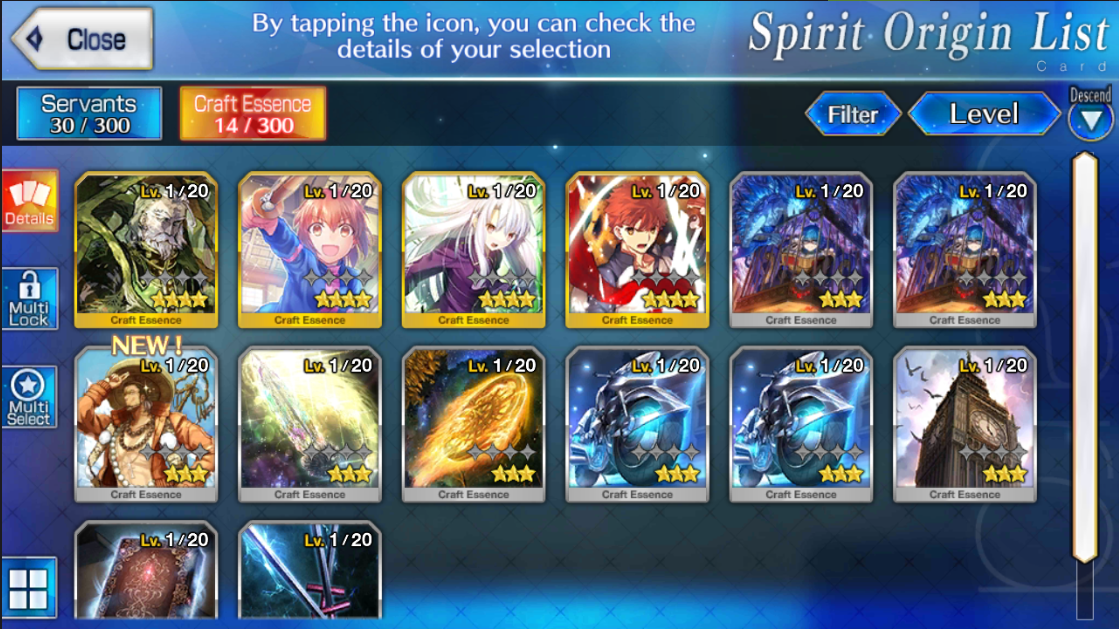 Close
By tapping the icon, you can check the
details of your selection
Spirit Origin List
Card
Servants
30 / 300
Craft Essence
14 / 300
Filter
Level
Descend
Details
Multi
Lock
Multi
Select
Lv. 1/20
Lv. 1/20
Lv. 1/20
Lv. 1/20
Lv. 1/20
Lv. 1/20
Craft Essence
Craft Essence
Craft Essence
Craft Essence
Craft Essence
Craft Essence
NEW!
Lv. 1/20
Lv. 1/20
Lv. 1/20
Lv. 1/20
Lv. 1/20
Lv. 1/20
Craft Essence
Craft Essence
Craft Essence
Craft Essence
Craft Essence
Craft Essence
Lv. 1/20
Lv. 1/20